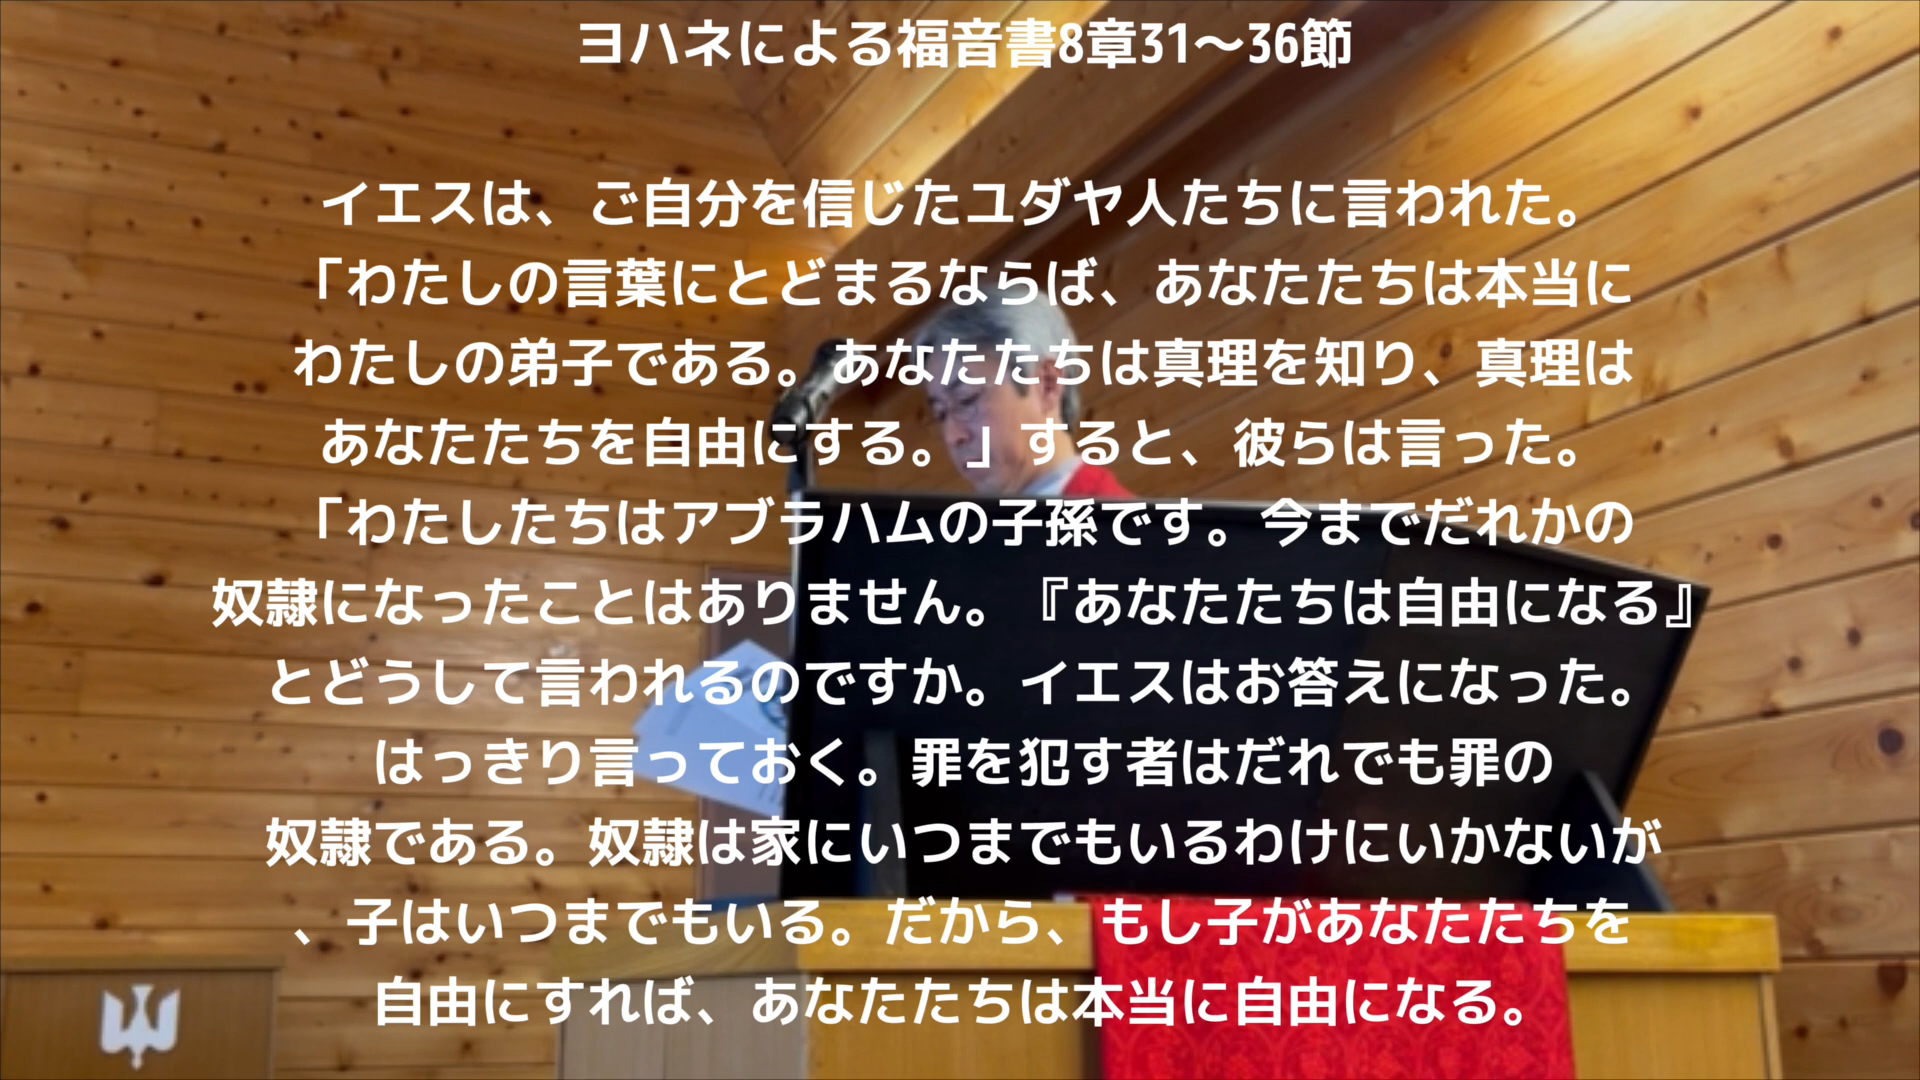 ヨハネによる福音書8章31～36節
イエスは、ご自分を信じたユダヤ人たちに言われた。
「わたしの言葉にとどまるならば、あなたたちは本当に
わたしの弟子である。あなたたちは真理を知り、真理は
あなたたちを自由にする。」すると、彼らは言った。
「わたしたちはアブラハムの子孫です。今までだれかの
奴隷になったことはありません。『あなたたちは自由になる』
とどうして言われるのですか。イエスはお答えになった。
はっきり言っておく。罪を犯す者はだれでも罪の
奴隷である。奴隷は家にいつまでもいるわけにいかないが
、子はいつまでもいる。だから、もし子があなたたちを
自由にすれば、あなたたちは本当に自由になる。